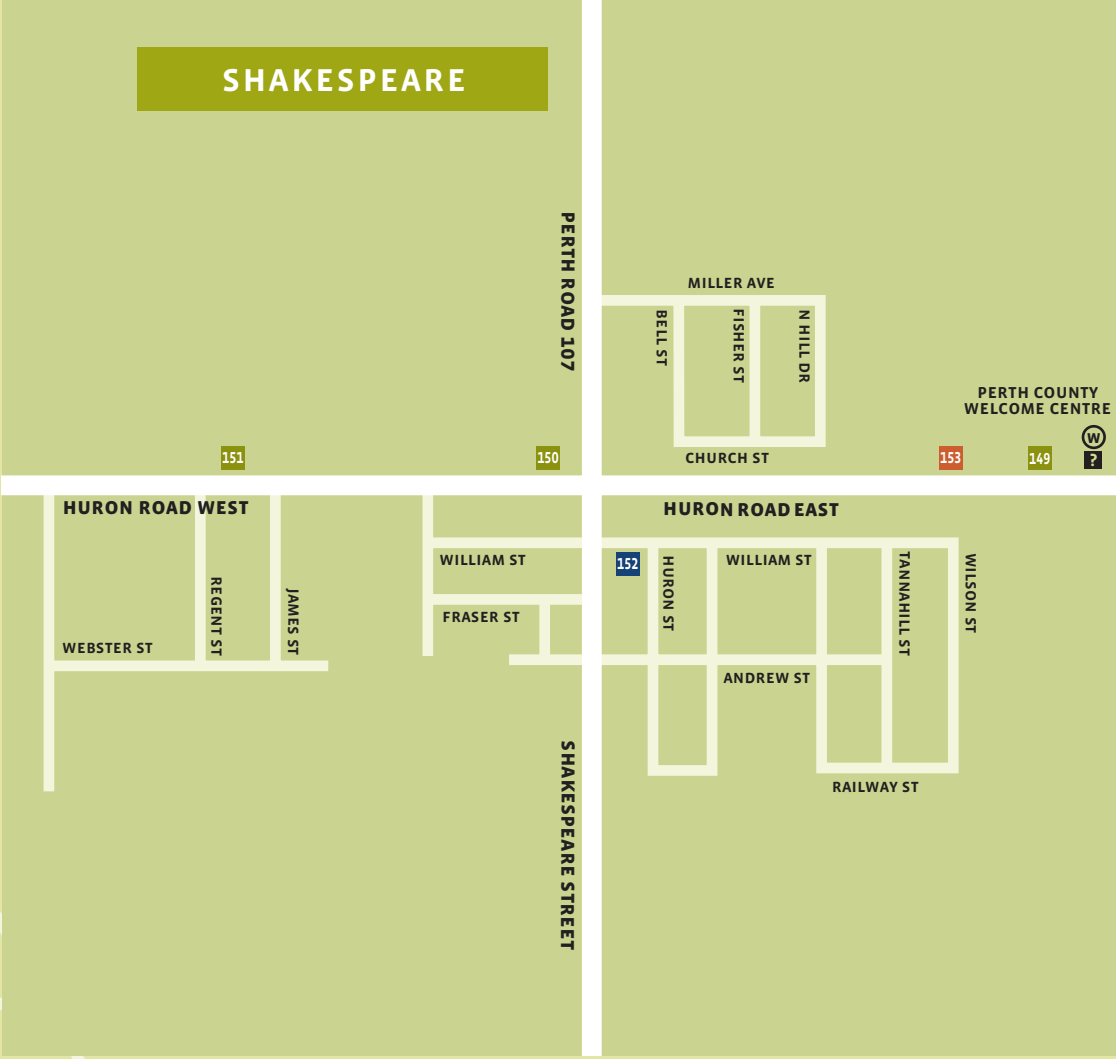 SHAKESPEARE
PERTH ROAD 107
MILLER AVE
BELL ST
FISHER ST
N HILL DR
PERTH COUNTY
WELCOME CENTRE
W
?
151
150
CHURCH ST
153
149
HURON ROAD WEST
HURON ROAD EAST
WILLIAM ST
152
HURON ST
WILLIAM ST
TANNAHILL ST
WILSON ST
REGENT ST
JAMES ST
FRASER ST
WEBSTER ST
ANDREW ST
SHAKESPEARE STREET
RAILWAY ST